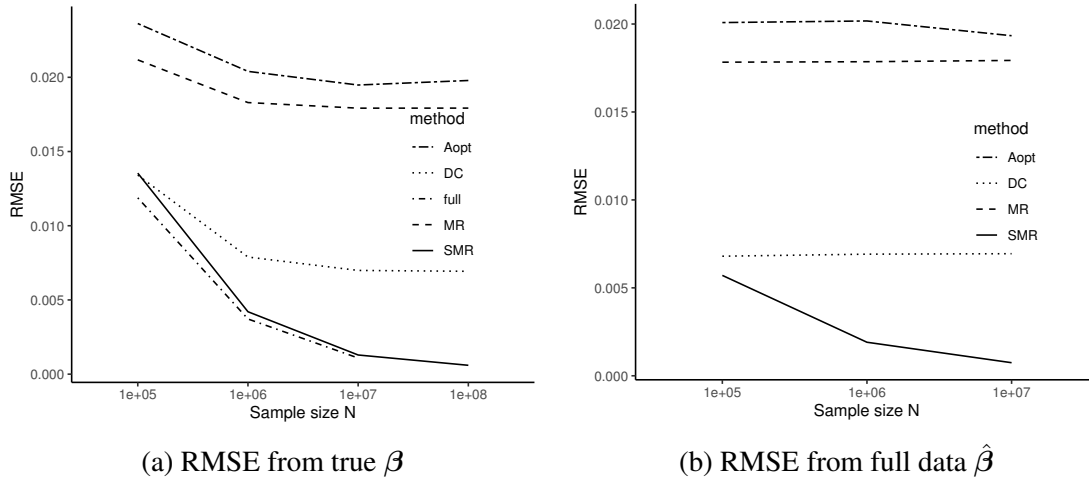 0.020
0.015
0.010
0.005
0.000
RMSE
method
Aopt
DC
full
MR
SMR
1e+05
1e+06
1e+07
1e+08
Sample size N
(a) RMSE from true β
0.020
0.015
0.010
0.005
0.000
RMSE
method
Aopt
DC
MR
SMR
1e+05
1e+06
1e+07
Sample size N
(b) RMSE from full data β̂